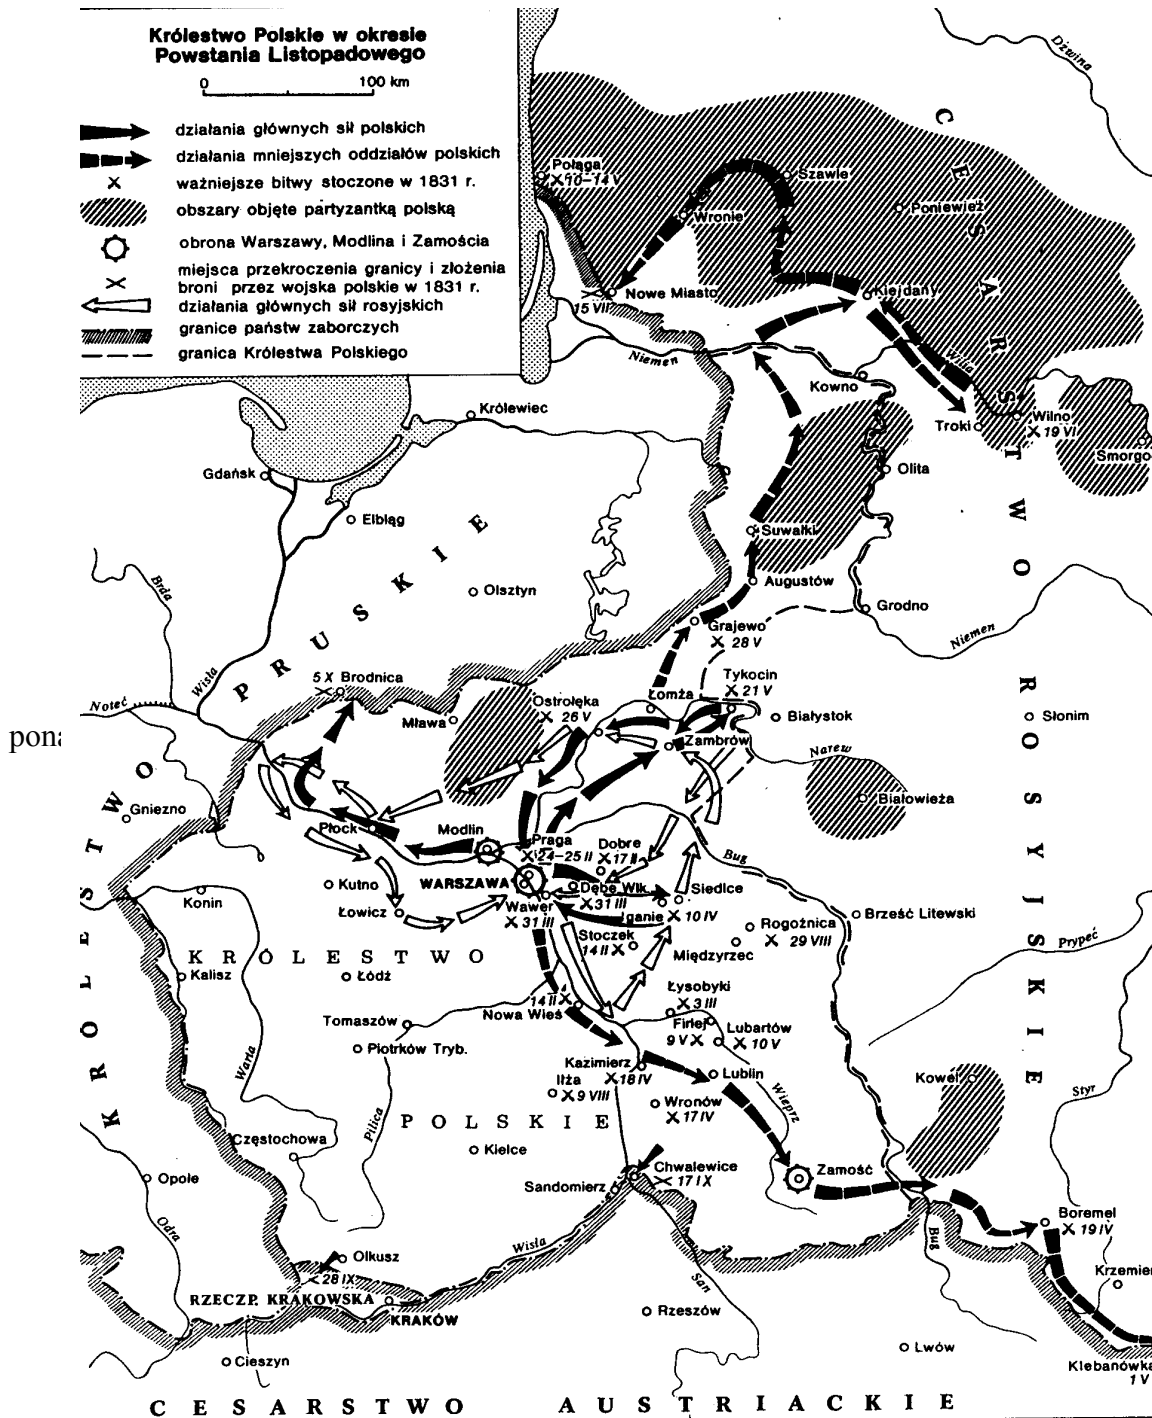 Królestwo Polskie w okresie
Powstania Listopadowego
0 100 km
działania głównych sił polskich
działania mniejszych oddziałów polskich
ważniejsze bitwy stoczone w 1831 r.
obszary objęte partyzantką polską
obrona Warszawy, Modlina i Zamościa
miejsca przekroczenia granicy i złożenia
broni przez wojska polskie w 1831 r.
działania głównych sił rosyjskich
granice państw zaborczych
granica Królestwa Polskiego
Dźwina
CESARSTWO ROSYJSKIE
Połąga
10-14 V
Szawle
Wronie
Poniewież
Nowe Miasto
15 VII
Kiejdany
Niemen
Wilia
Kowno
Troki
Wilno
19 VI
Smorgo
Olita
Królewiec
Gdańsk
Elbląg
Suwałki
Augustów
Olsztyn
Brda
Grodno
Niemen
Grajewo
28 V
KRÓLESTWO PRUSKIE
Wisła
Noteć
5 X Brodnica
Tykocin
21 V
Łomża
Ostrołęka
26 V
Mława
Białystok
Słonim
Zambrów
Narew
Gniezno
Białowieża
Płock
Modlin
Praga
24-25 II
Dobre
17 II
Bug
WARSZAWA
Dębe Wlk.
31 III
Siedlce
Kutno
Łowicz
Konin
Wawer
31 III
Iganie
10 IV
Rogoźnica
29 VIII
Brześć Litewski
Stoczek
14 II
Międzyrzec
Prypeć
KRÓLESTWO
Kalisz
Łódź
Łysobyki
3 III
14 II
Nowa Wieś
Tomaszów
Firlej
9 V
Lubartów
10 V
Piotrków Tryb.
Warta
Kazimierz
18 IV
Lublin
Iłża
9 VIII
Wronów
17 IV
Wieprz
Kowel
Styr
Pilica
POLSKIE
Częstochowa
Kielce
Opole
Chwalewice
17 IX
Sandomierz
Zamość
Odra
Wisła
Bug
Boremel
19 IV
Olkusz
28 IX
San
Krzemień
RZECZP. KRAKOWSKA
KRAKÓW
Rzeszów
Lwów
Cieszyn
Klebanówka
1 V
CESARSTWO AUSTRIACKIE